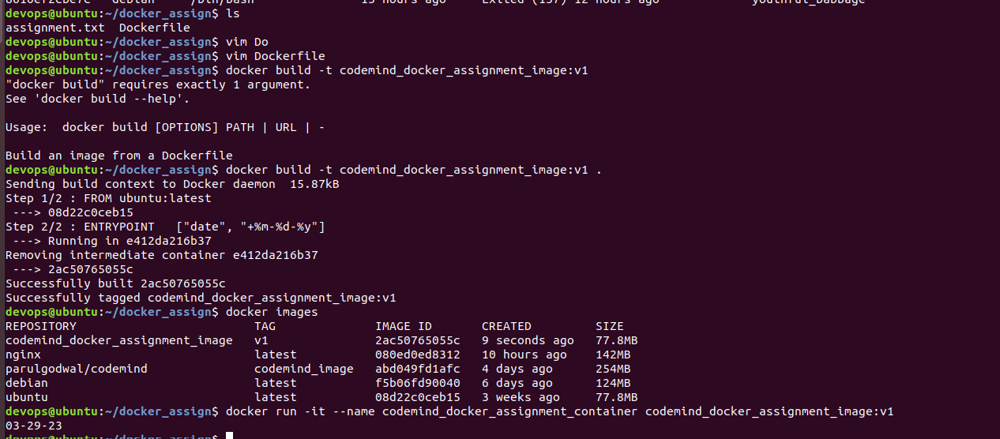 8010ef2cbe7c   debian    "/bin/bash"               15 hours ago     Exited (137) 12 hours ago             youthful_babbage
devops@ubuntu:~/docker_assign$ ls
assignment.txt  Dockerfile
devops@ubuntu:~/docker_assign$ vim Do
devops@ubuntu:~/docker_assign$ vim Dockerfile
devops@ubuntu:~/docker_assign$ docker build -t codemind_docker_assignment_image:v1
"docker build" requires exactly 1 argument.
See 'docker build --help'.
Usage:  docker build [OPTIONS] PATH | URL | -
Build an image from a Dockerfile
devops@ubuntu:~/docker_assign$ docker build -t codemind_docker_assignment_image:v1 .
Sending build context to Docker daemon  15.87kB
Step 1/2 : FROM ubuntu:latest
 ---> 08d22c0ceb15
Step 2/2 : ENTRYPOINT   ["date", "+%m-%d-%y"]
 ---> Running in e412da216b37
Removing intermediate container e412da216b37
 ---> 2ac50765055c
Successfully built 2ac50765055c
Successfully tagged codemind_docker_assignment_image:v1
devops@ubuntu:~/docker_assign$ docker images
REPOSITORY                         TAG              IMAGE ID       CREATED         SIZE
codemind_docker_assignment_image   v1               2ac50765055c   9 seconds ago   77.8MB
nginx                              latest           080ed0ed8312   10 hours ago    142MB
parulgodwal/codemind               codemind_image   abd049fd1afc   4 days ago      254MB
debian                             latest           f5b06fd90040   6 days ago      124MB
ubuntu                             latest           08d22c0ceb15   3 weeks ago     77.8MB
devops@ubuntu:~/docker_assign$ docker run -it --name codemind_docker_assignment_container codemind_docker_assignment_image:v1
03-29-23
devops@ubuntu:~/docker_assign$